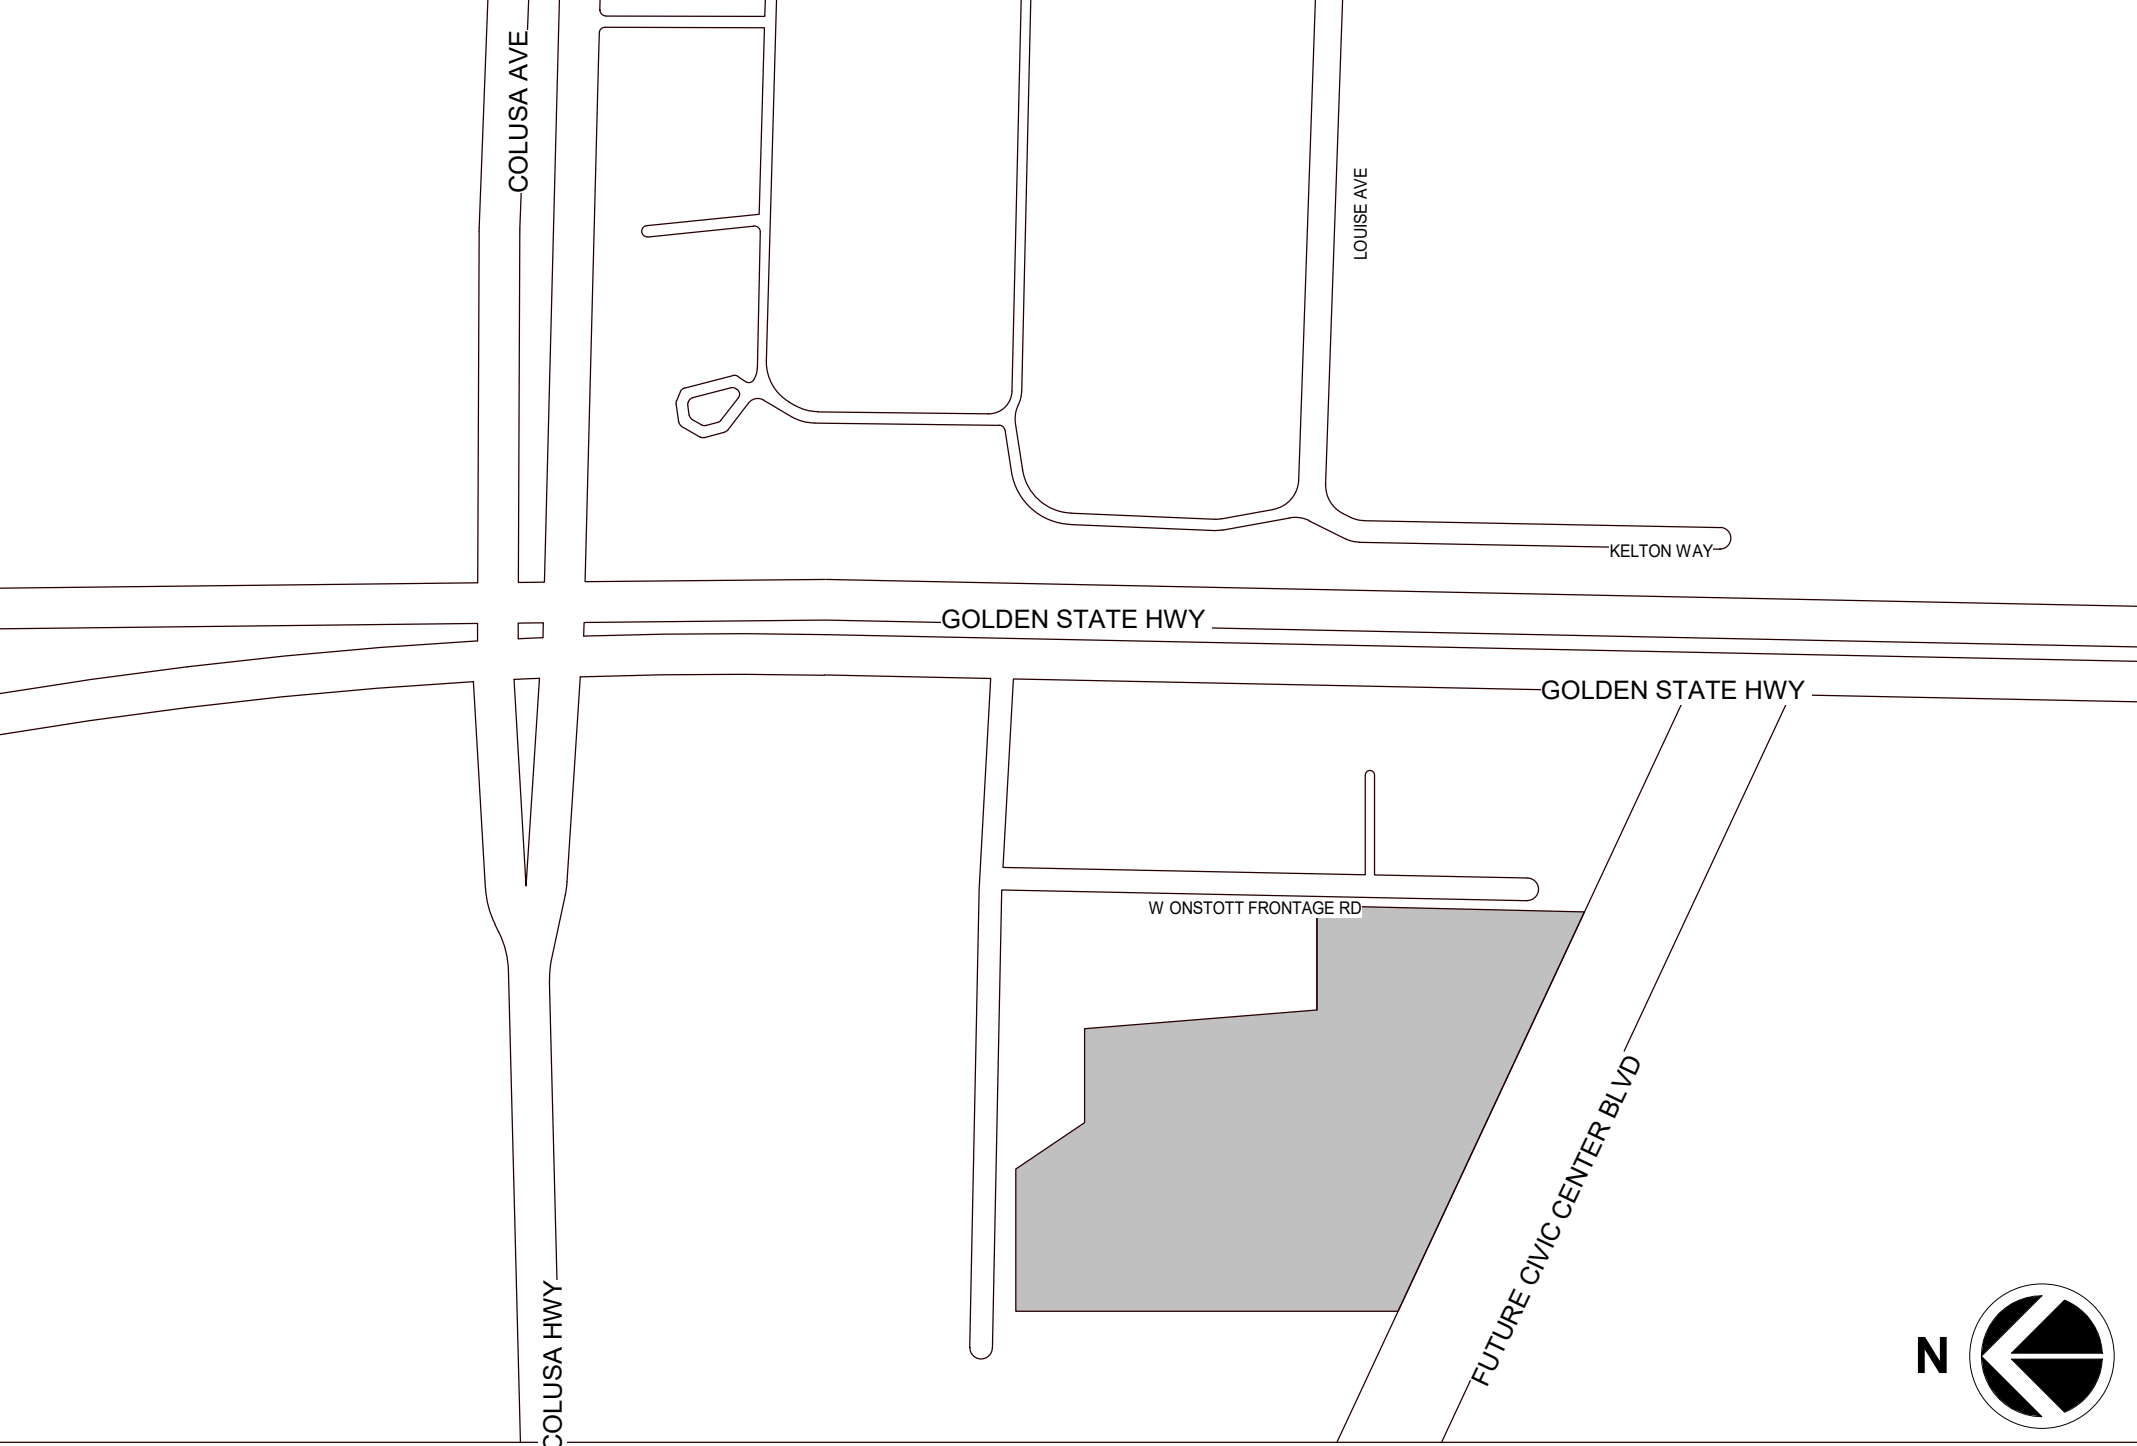 COLUSA AVE
LOUISE AVE
KELTON WAY
GOLDEN STATE HWY
GOLDEN STATE HWY
W ONSTOTT FRONTAGE RD
FUTURE CIVIC CENTER BLVD
COLUSA HWY
N